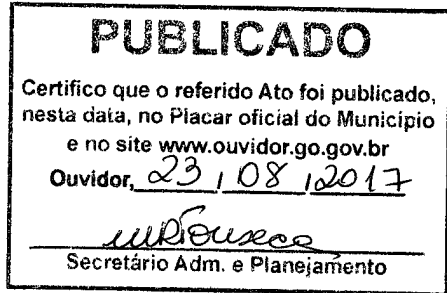 PUBLICADO
Certifico que o referido Ato foi publicado,
nesta data, no Placar oficial do Município
e no site www.ouvidor.go.gov.br
Ouvidor, 23 / 08 / 2017
Secretário Adm. e Planejamento